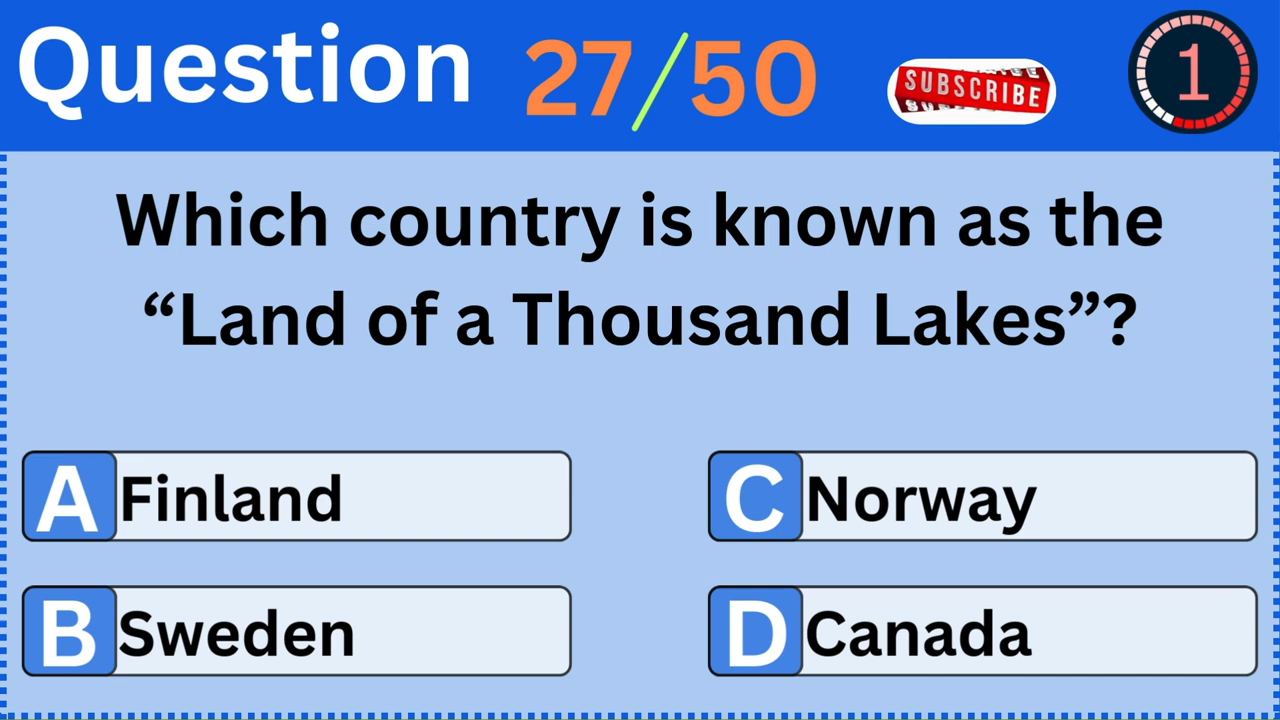 Question 27/50 SUBSCRIBE 1
Which country is known as the
“Land of a Thousand Lakes”?
A Finland
B Sweden
C Norway
D Canada